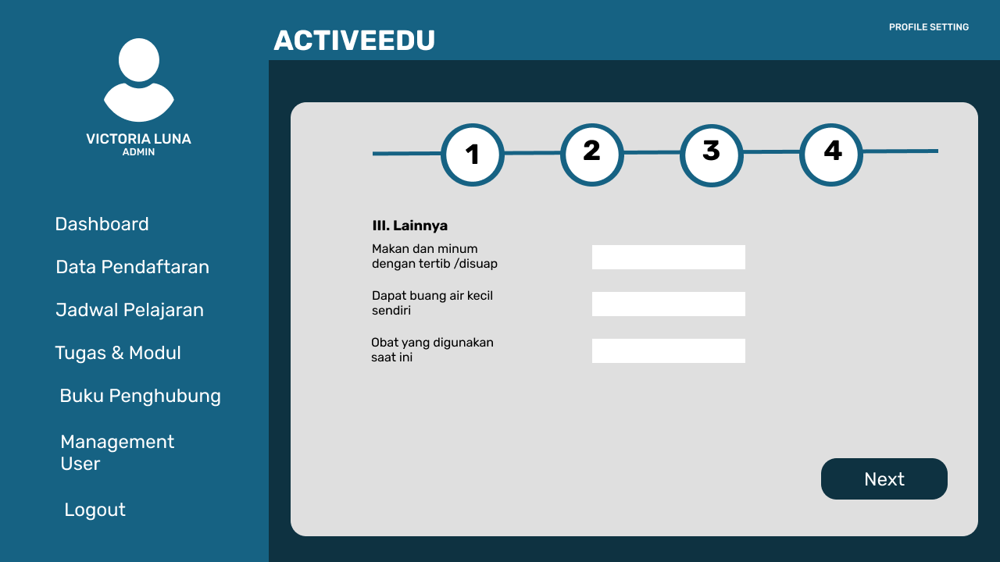 ACTIVEEDU
PROFILE SETTING
VICTORIA LUNA
ADMIN
Dashboard
Data Pendaftaran
Jadwal Pelajaran
Tugas & Modul
Buku Penghubung
Management
User
Logout
1 2 3 4
III. Lainnya
Makan dan minum
dengan tertib /disuap
Dapat buang air kecil
sendiri
Obat yang digunakan
saat ini
Next